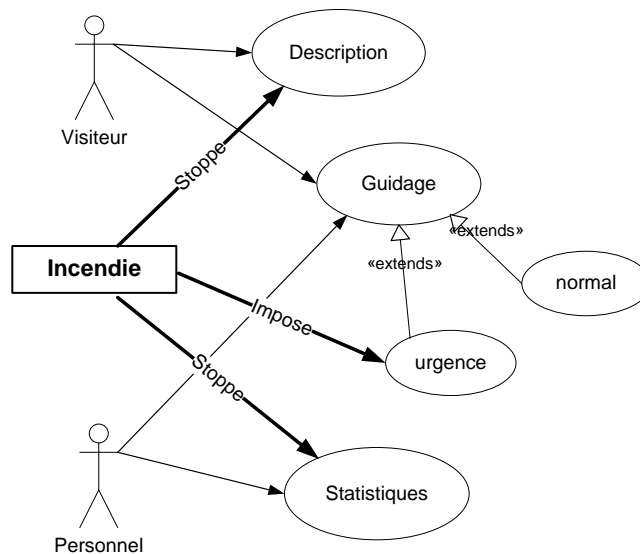 Description
Visiteur
Stoppe
Guidage
«extends»
«extends»
Incendie
normal
Impose
urgence
Stoppe
Statistiques
Personnel